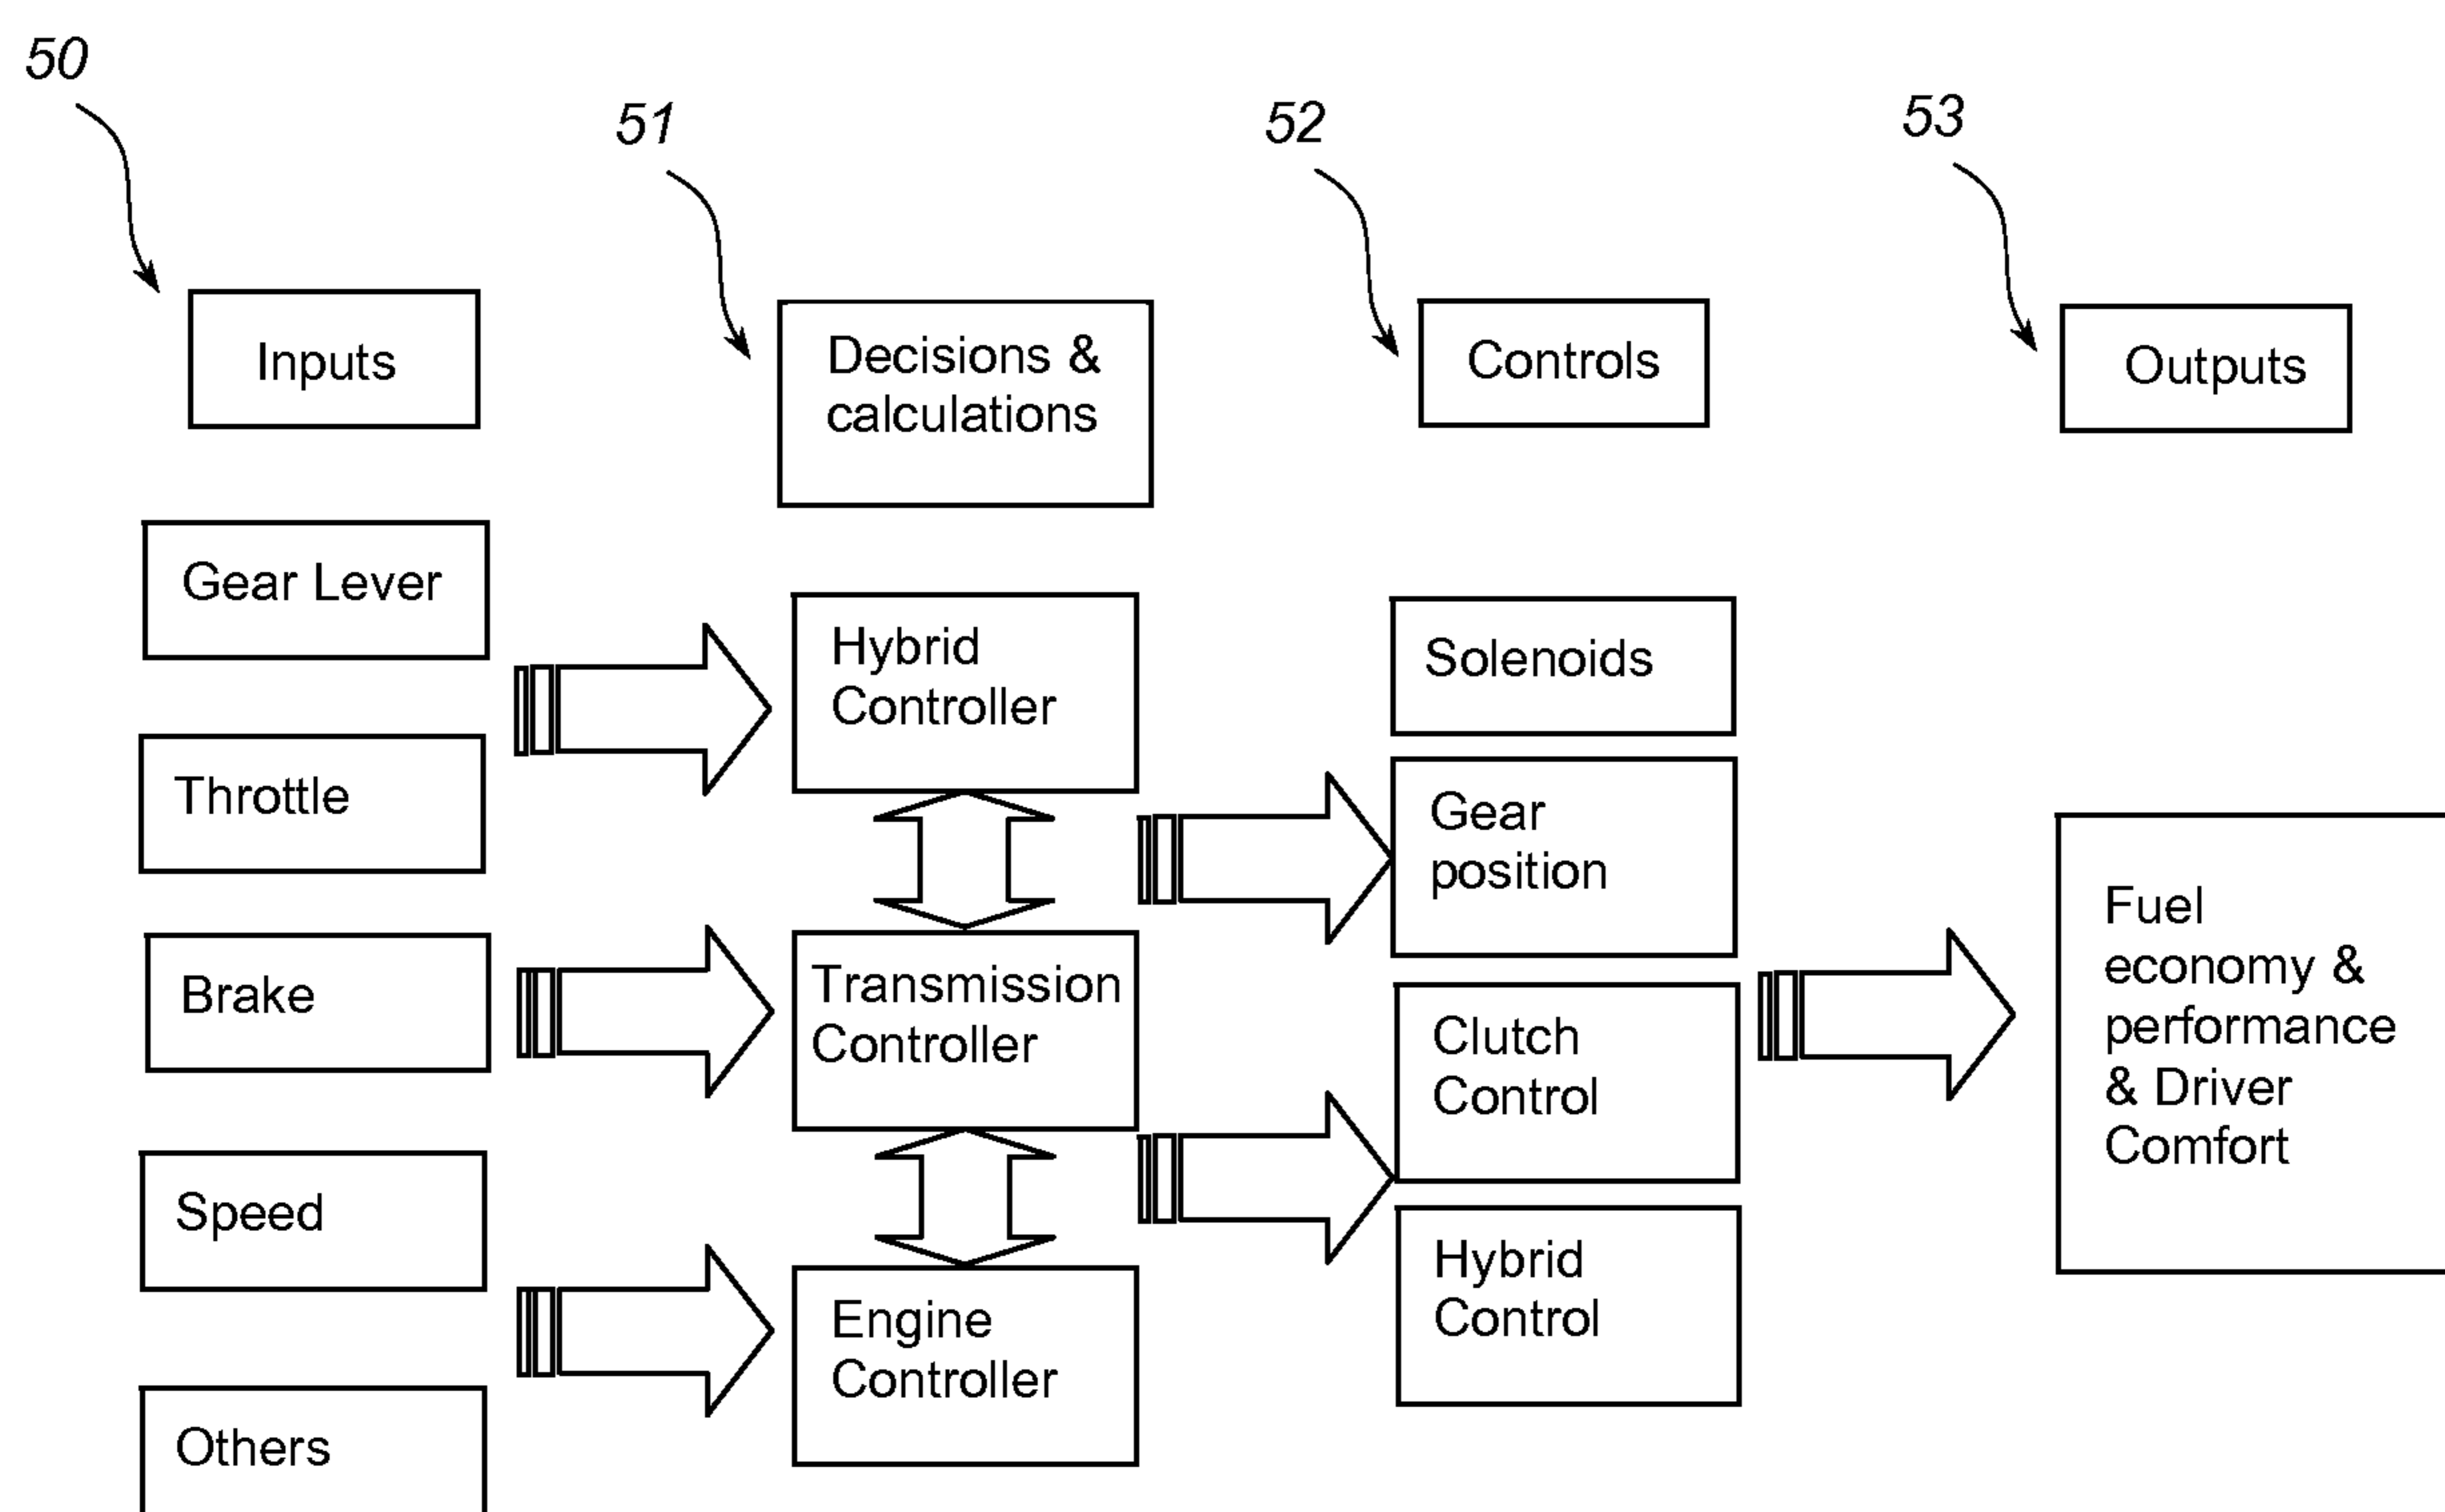 50
51
52
53
Inputs
Decisions &
calculations
Controls
Outputs
Gear Lever
Throttle
Brake
Speed
Others
Hybrid
Controller
Transmission
Controller
Engine
Controller
Solenoids
Gear
position
Clutch
Control
Hybrid
Control
Fuel
economy &
performance
& Driver
Comfort